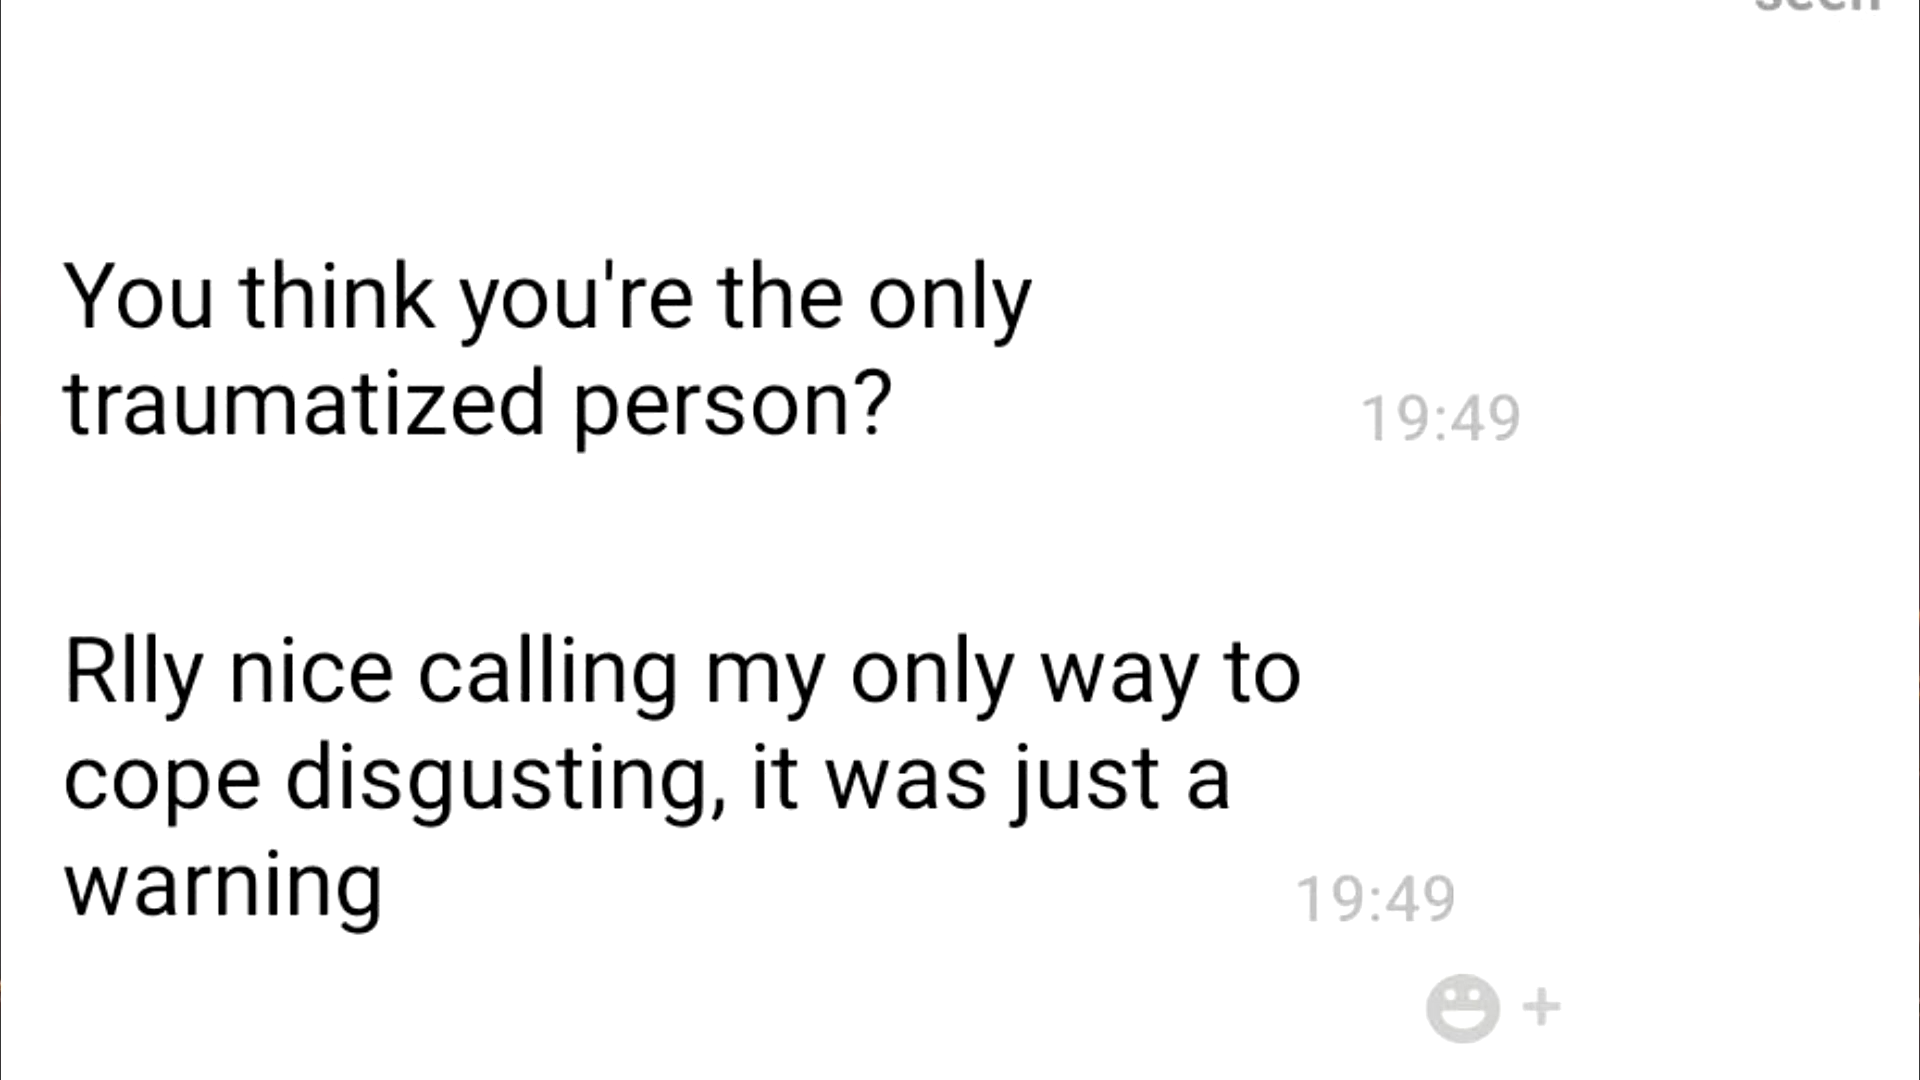 seen
You think you're the only
traumatized person?
19:49
Rlly nice calling my only way to
cope disgusting, it was just a
warning
19:49